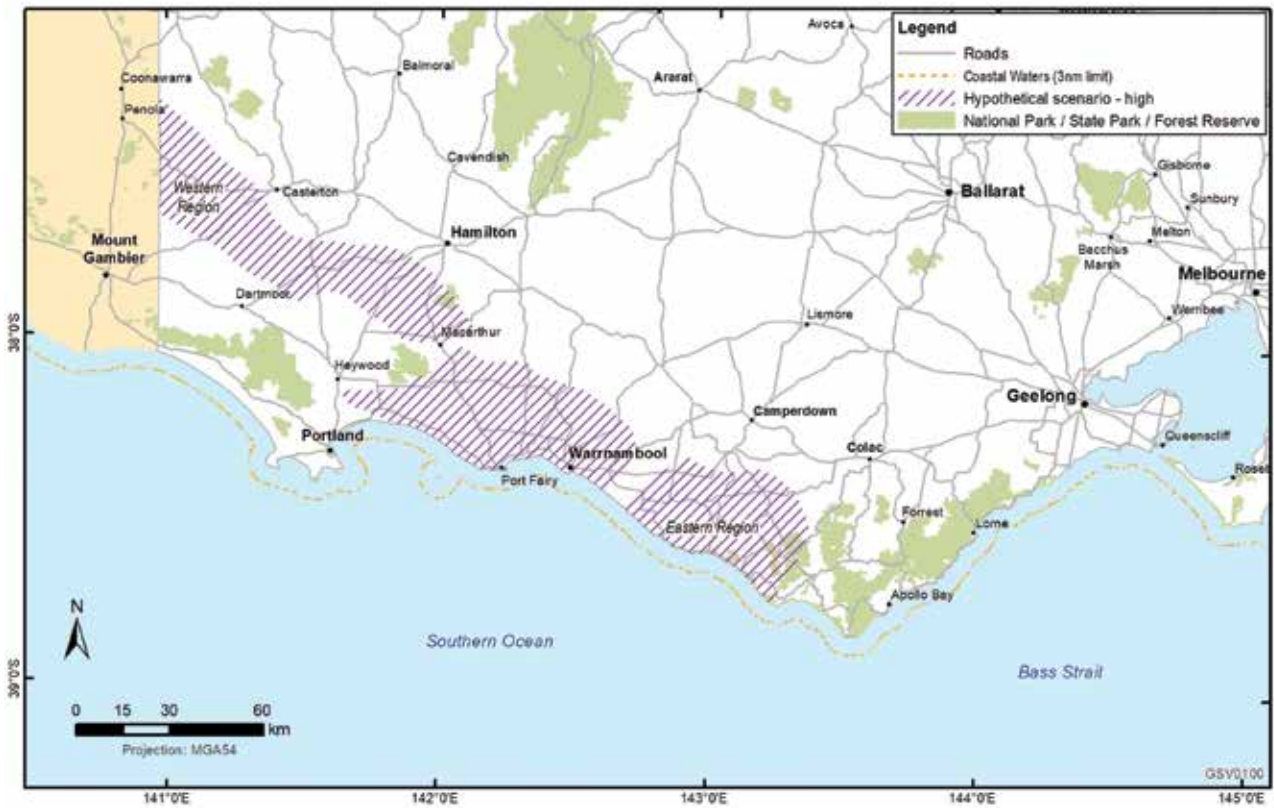 Avoca
Legend
Roads
Coastal Waters (3nm limit)
Hypothetical scenario - high
National Park / State Park / Forest Reserve
Coonawarra
Balmoral
Ararat
Penola
Cavendish
Gisborne
Western
Region
Casterton
Ballarat
Sunbury
Hamilton
Mount
Gambier
Bacchus
Marsh
Melton
Melbourne
Dartmoor
Lismore
Werribee
38°0'S
Macarthur
Heywood
Geelong
Camperdown
Portland
Colac
Queenscliff
Warrnambool
Port Fairy
Eastern Region
Forrest
Lorne
Apollo Bay
N
Southern Ocean
Bass Strait
39°0'S
0 15 30 60
km
Projection: MGA54
GSV0100
141°0'E 142°0'E 143°0'E 144°0'E 145°0'E